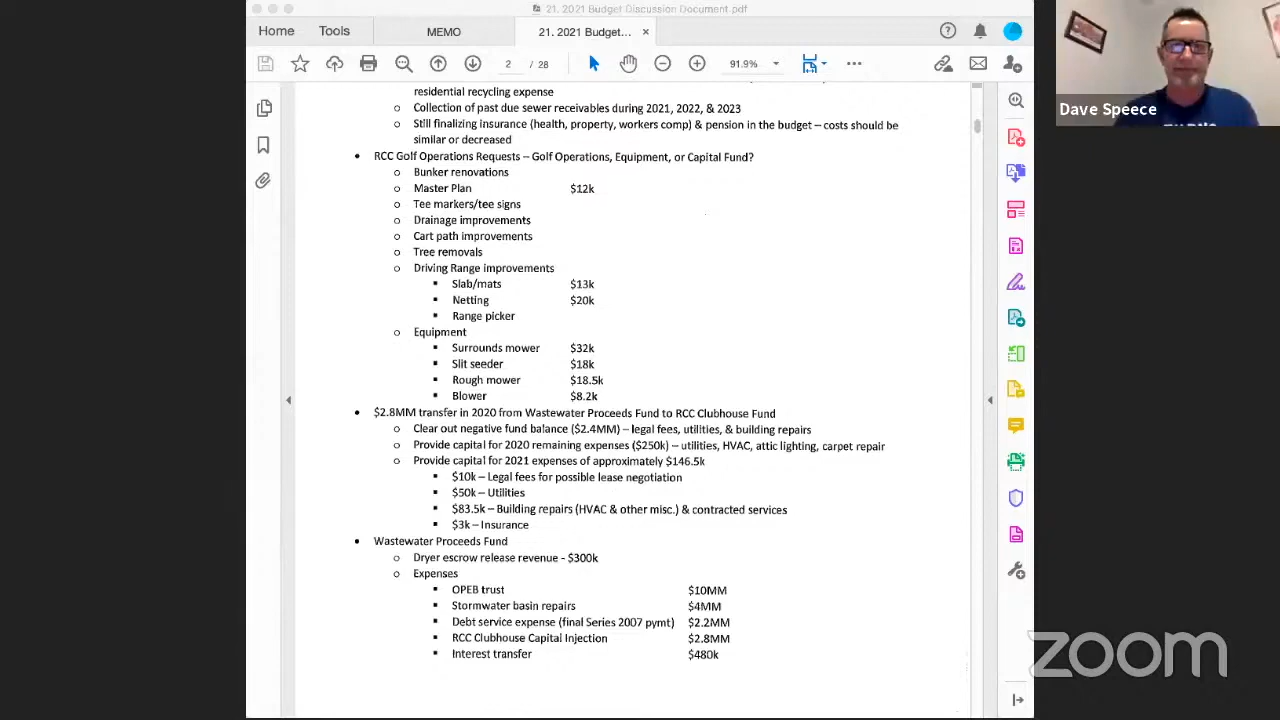 21. 2021 Budget Discussion Document.pdf
Home Tools MEMO 21. 2021 Budget... ×
2 / 28 91.9%
Dave Speece
residential recycling expense
o Collection of past due sewer receivables during 2021, 2022, & 2023
o Still finalizing insurance (health, property, workers comp) & pension in the budget – costs should be
similar or decreased
• RCC Golf Operations Requests – Golf Operations, Equipment, or Capital Fund?
o Bunker renovations
o Master Plan $12k
o Tee markers/tee signs
o Drainage improvements
o Cart path improvements
o Tree removals
o Driving Range improvements
▪ Slab/mats $13k
▪ Netting $20k
▪ Range picker
o Equipment
▪ Surrounds mower $32k
▪ Slit seeder $18k
▪ Rough mower $18.5k
▪ Blower $8.2k
• $2.8MM transfer in 2020 from Wastewater Proceeds Fund to RCC Clubhouse Fund
o Clear out negative fund balance ($2.4MM) – legal fees, utilities, & building repairs
o Provide capital for 2020 remaining expenses ($250k) – utilities, HVAC, attic lighting, carpet repair
o Provide capital for 2021 expenses of approximately $146.5k
▪ $10k – Legal fees for possible lease negotiation
▪ $50k – Utilities
▪ $83.5k – Building repairs (HVAC & other misc.) & contracted services
▪ $3k – Insurance
• Wastewater Proceeds Fund
o Dryer escrow release revenue - $300k
o Expenses
▪ OPEB trust $10MM
▪ Stormwater basin repairs $4MM
▪ Debt service expense (final Series 2007 pymt) $2.2MM
▪ RCC Clubhouse Capital Injection $2.8MM
▪ Interest transfer $480k
zoom